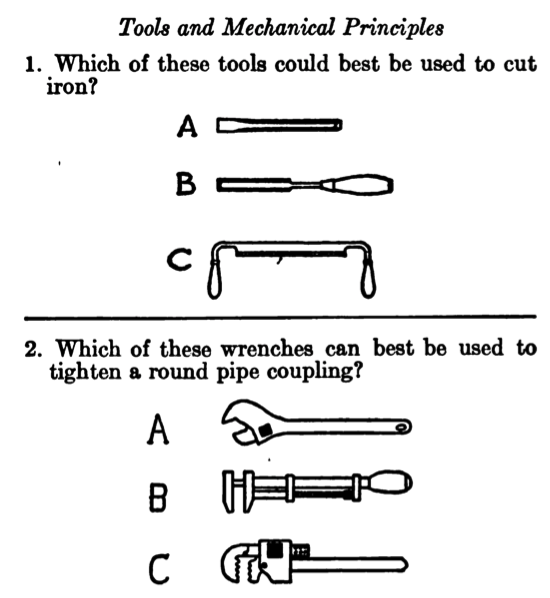 Tools and Mechanical Principles
1. Which of these tools could best be used to cut
iron?
A
B
C
2. Which of these wrenches can best be used to
tighten a round pipe coupling?
A
B
C